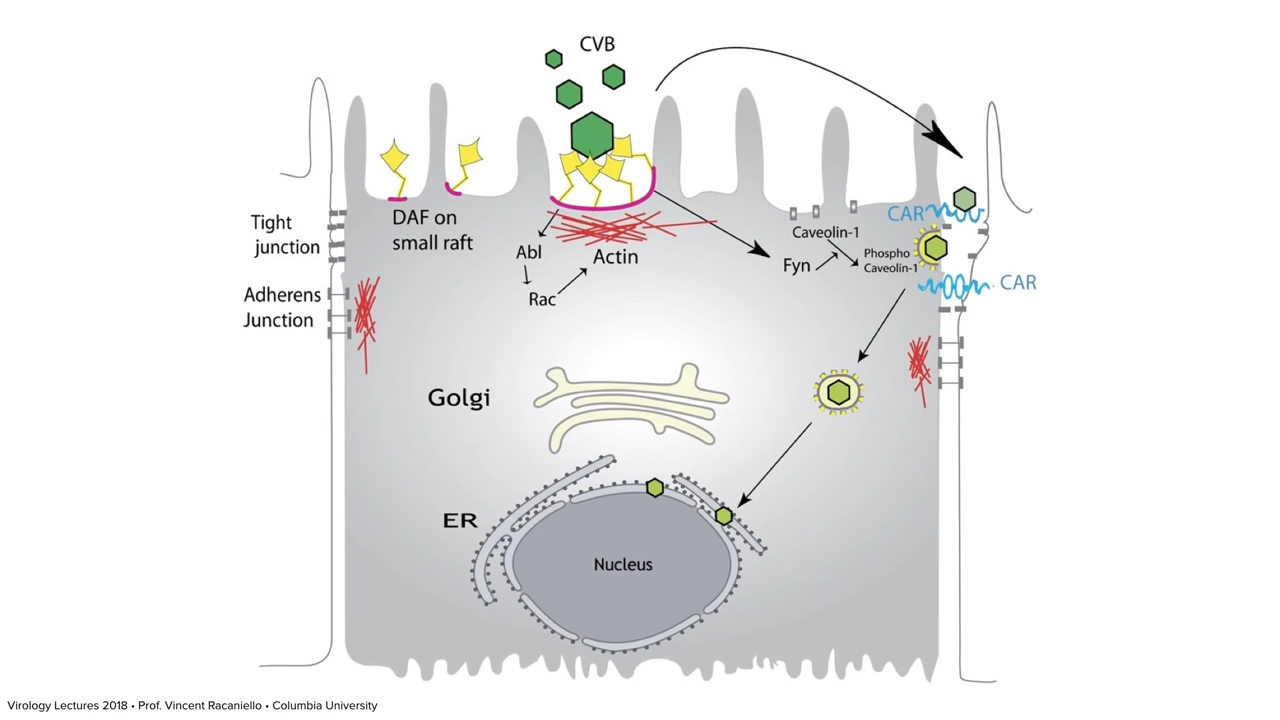 CVB
DAF on
small raft
Tight
junction
Adherens
Junction
Abl
Rac
Actin
Fyn
Caveolin-1
Phospho
Caveolin-1
CAR
CAR
Golgi
ER
Nucleus
Virology Lectures 2018 • Prof. Vincent Racaniello • Columbia University